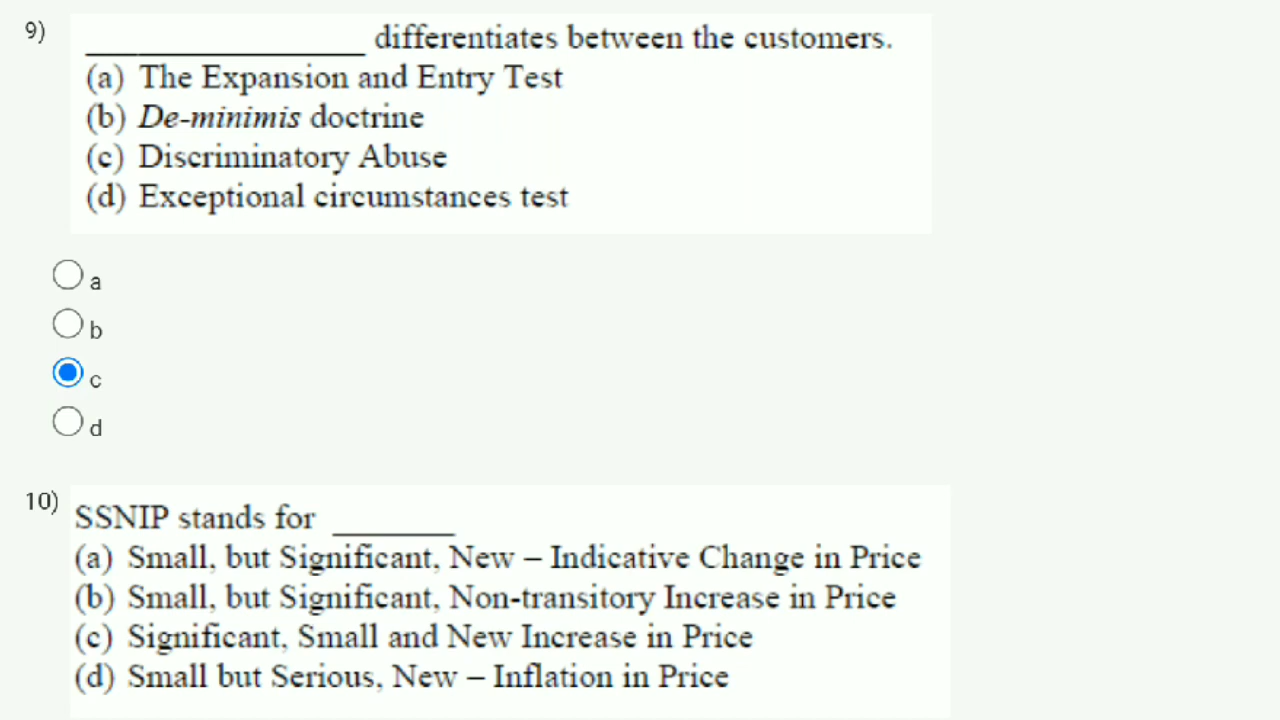 9) ________________ differentiates between the customers.
(a) The Expansion and Entry Test
(b) De-minimis doctrine
(c) Discriminatory Abuse
(d) Exceptional circumstances test
a
b
c
d
10) SSNIP stands for _______
(a) Small, but Significant, New – Indicative Change in Price
(b) Small, but Significant, Non-transitory Increase in Price
(c) Significant, Small and New Increase in Price
(d) Small but Serious, New – Inflation in Price